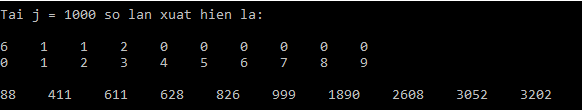 Tai j = 1000 so lan xuat hien la:
6 1 1 2 0 0 0 0 0 0
0 1 2 3 4 5 6 7 8 9
88 411 611 628 826 999 1890 2608 3052 3202